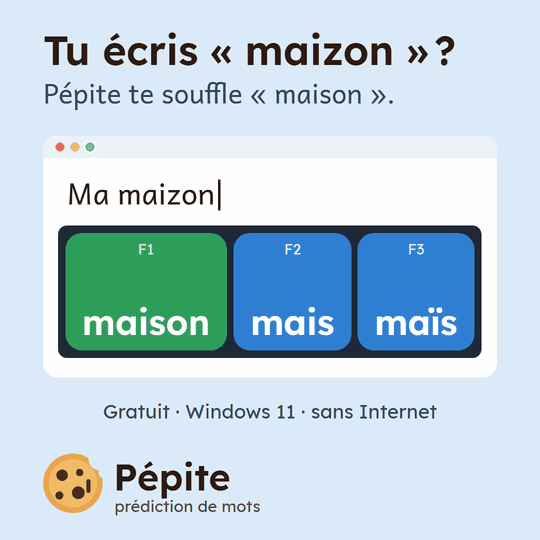 Tu écris « maizon » ?
Pépite te souffle « maison ».
Ma maizon
F1 F2 F3
maison mais maïs
Gratuit · Windows 11 · sans Internet
Pépite
prédiction de mots